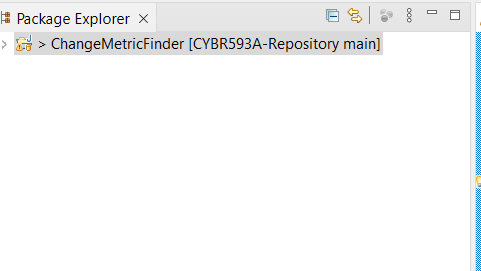 Package Explorer
> ChangeMetricFinder [CYBR593A-Repository main]